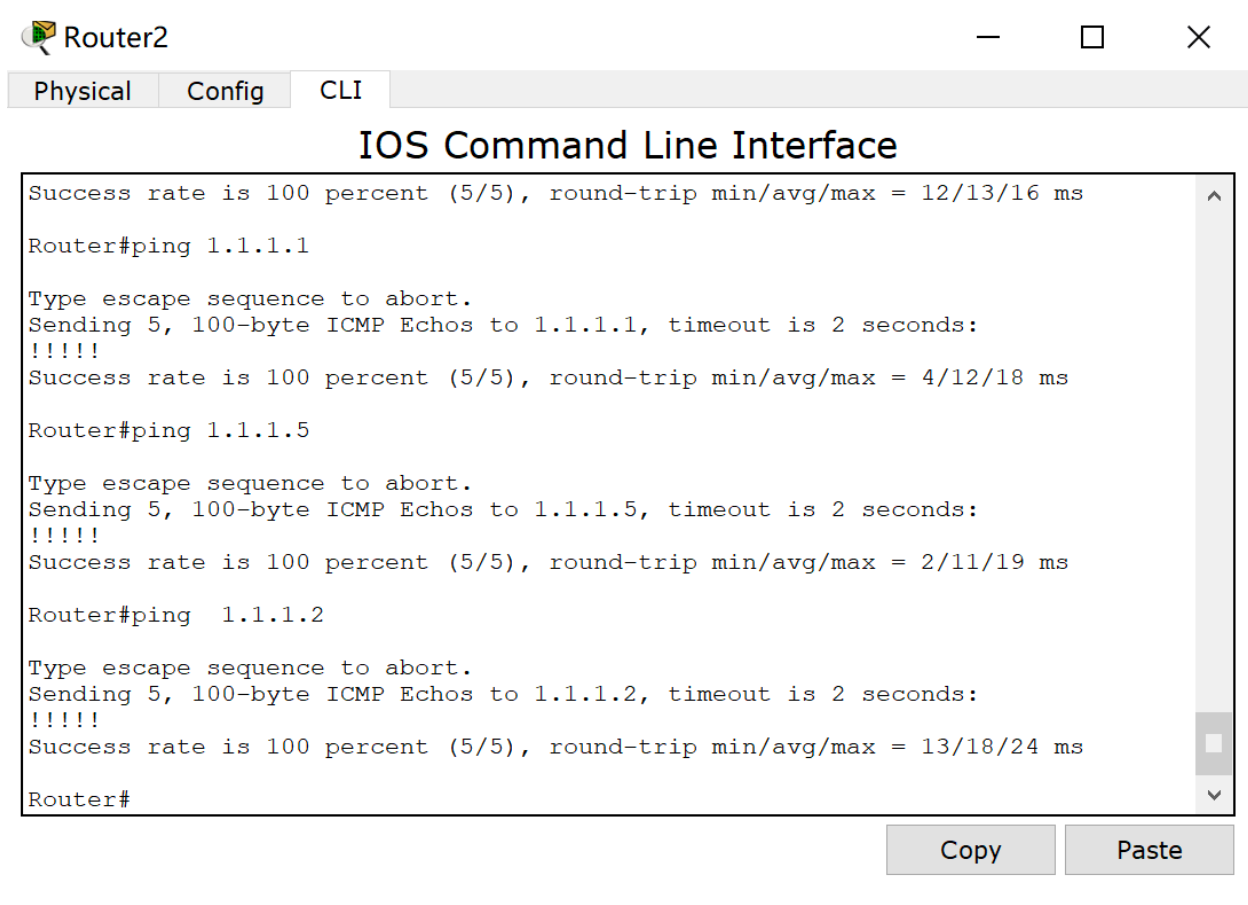 Router2
Physical Config CLI
IOS Command Line Interface
Success rate is 100 percent (5/5), round-trip min/avg/max = 12/13/16 ms
Router#ping 1.1.1.1
Type escape sequence to abort.
Sending 5, 100-byte ICMP Echos to 1.1.1.1, timeout is 2 seconds:
!!!!!
Success rate is 100 percent (5/5), round-trip min/avg/max = 4/12/18 ms
Router#ping 1.1.1.5
Type escape sequence to abort.
Sending 5, 100-byte ICMP Echos to 1.1.1.5, timeout is 2 seconds:
!!!!!
Success rate is 100 percent (5/5), round-trip min/avg/max = 2/11/19 ms
Router#ping  1.1.1.2
Type escape sequence to abort.
Sending 5, 100-byte ICMP Echos to 1.1.1.2, timeout is 2 seconds:
!!!!!
Success rate is 100 percent (5/5), round-trip min/avg/max = 13/18/24 ms
Router#
Copy Paste